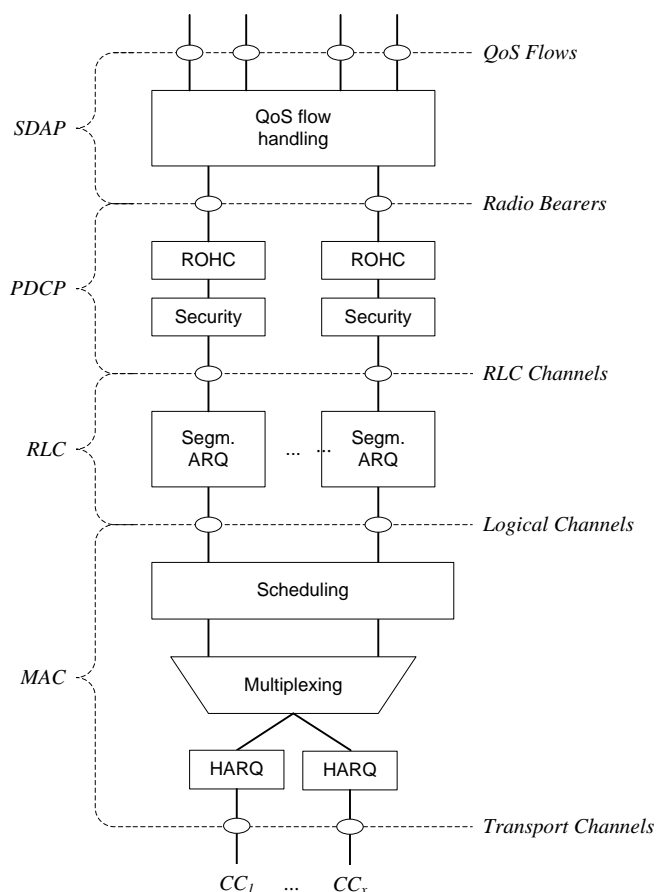 QoS Flows
QoS flow
handling
SDAP
Radio Bearers
ROHC
ROHC
PDCP
Security
Security
RLC Channels
Segm.
ARQ
... ...
Segm.
ARQ
RLC
Logical Channels
Scheduling
MAC
Multiplexing
HARQ
HARQ
Transport Channels
CC1 ... CCx